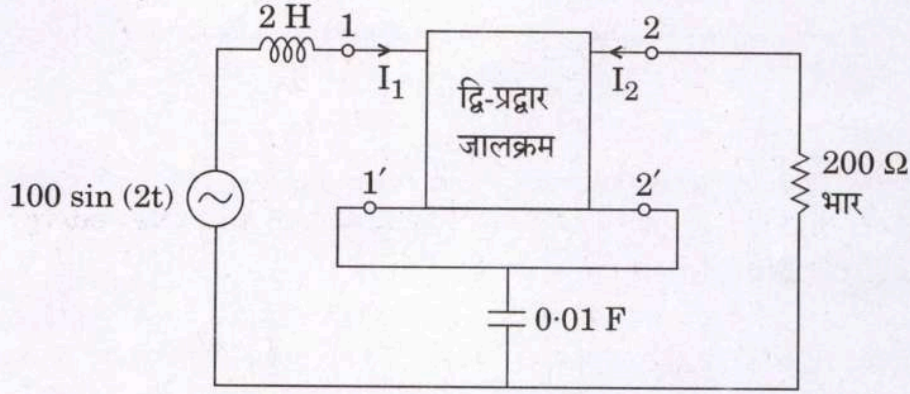 2 H
1
2
I₁
I₂
द्वि-प्रद्वार
जालक्रम
100 sin (2t)
1′
2′
200 Ω
भार
0·01 F